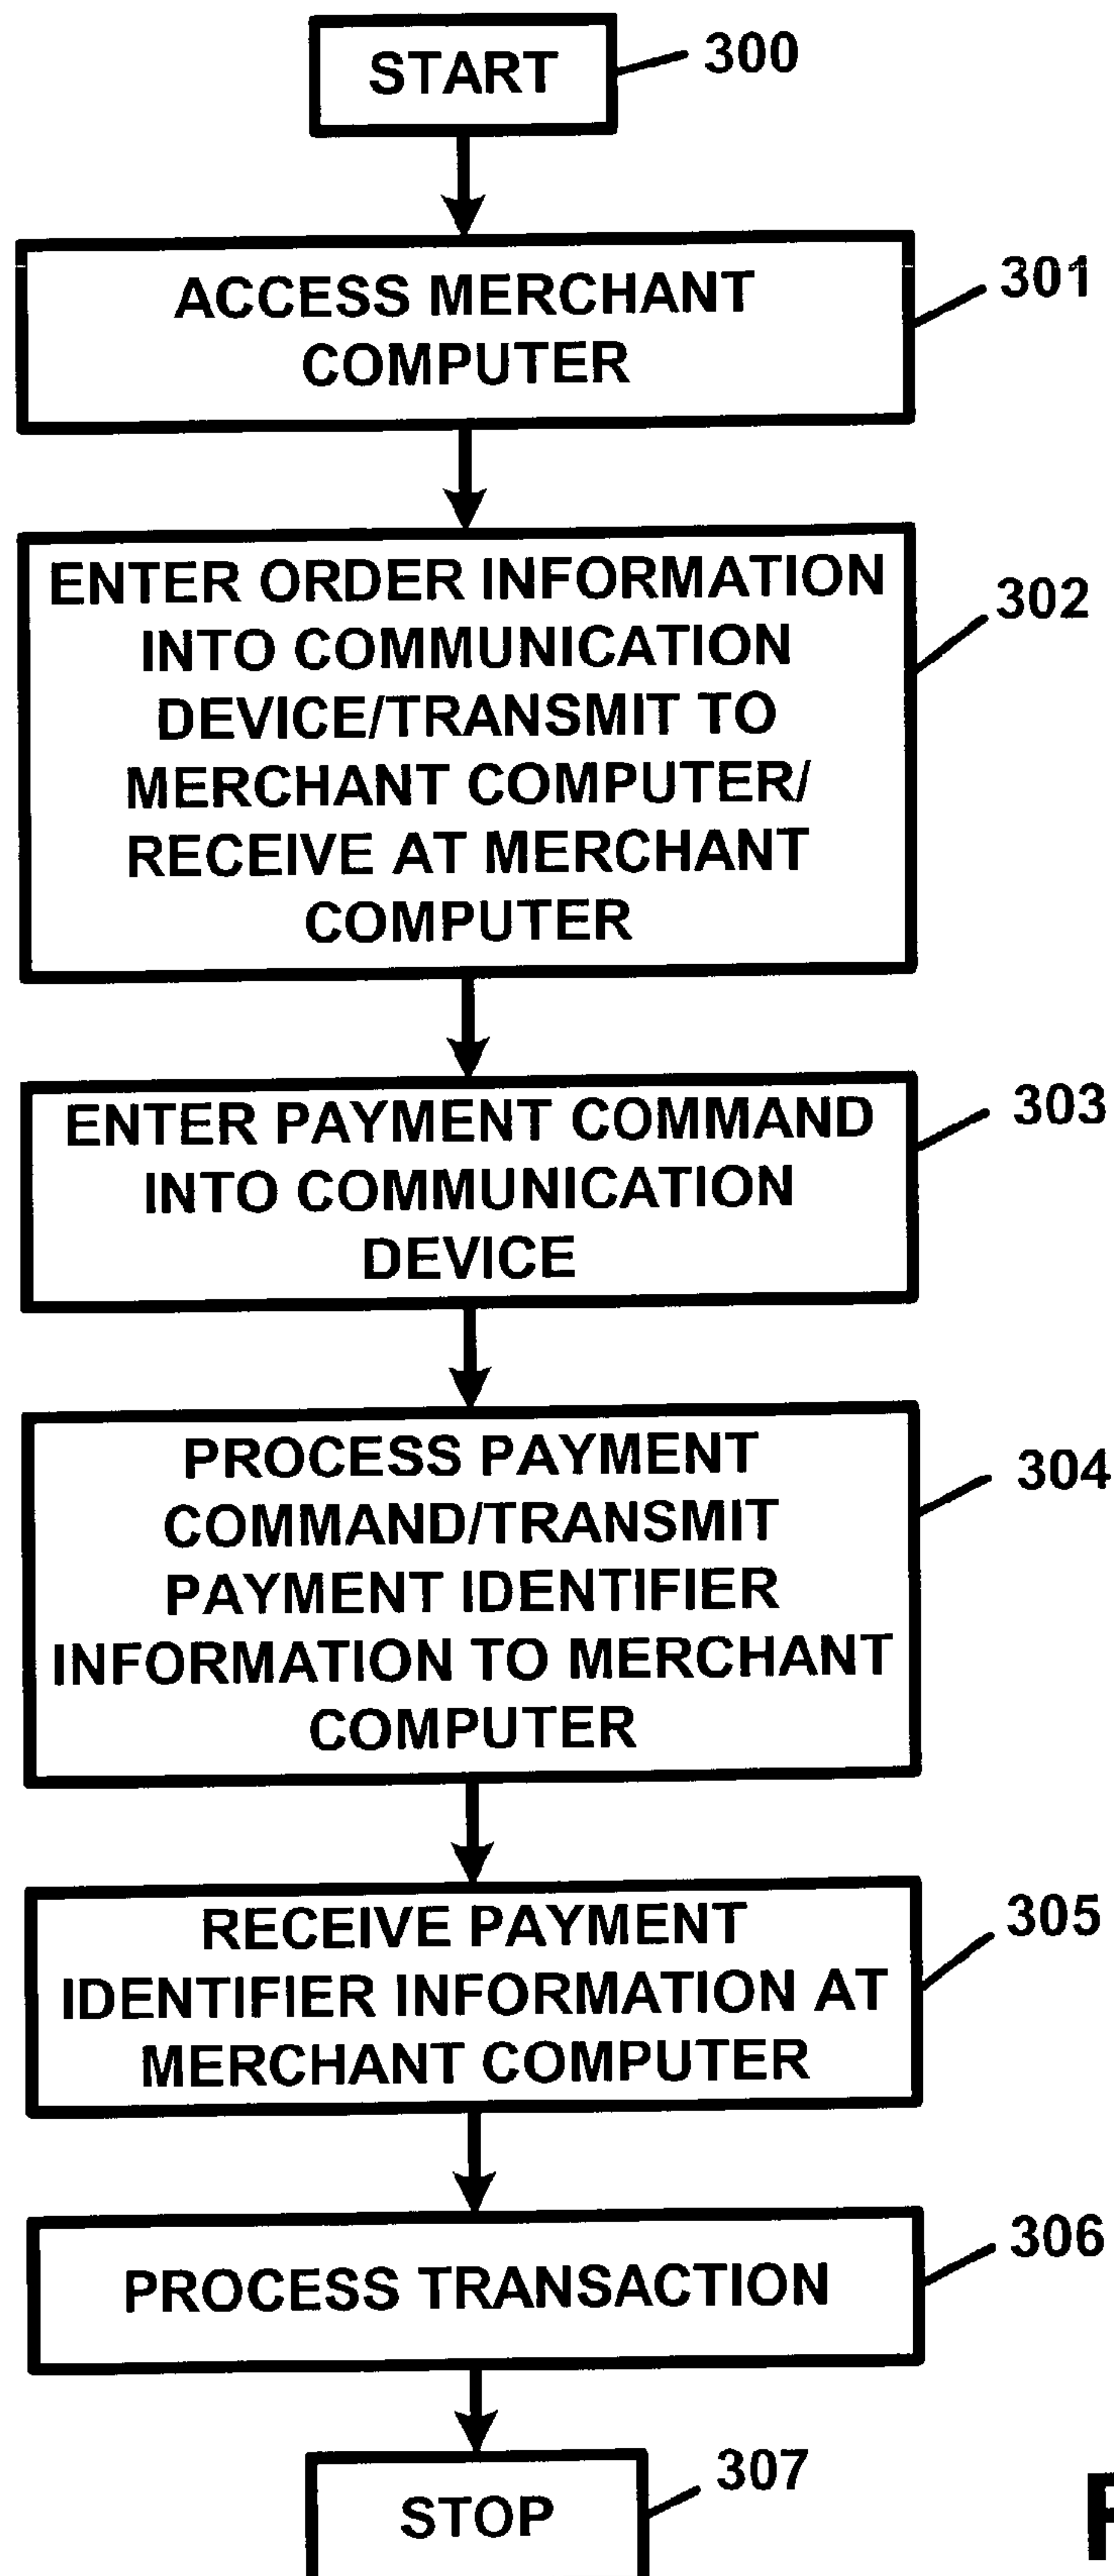 START
300
ACCESS MERCHANT
COMPUTER
301
ENTER ORDER INFORMATION
INTO COMMUNICATION
DEVICE/TRANSMIT TO
MERCHANT COMPUTER/
RECEIVE AT MERCHANT
COMPUTER
302
ENTER PAYMENT COMMAND
INTO COMMUNICATION
DEVICE
303
PROCESS PAYMENT
COMMAND/TRANSMIT
PAYMENT IDENTIFIER
INFORMATION TO MERCHANT
COMPUTER
304
RECEIVE PAYMENT
IDENTIFIER INFORMATION AT
MERCHANT COMPUTER
305
PROCESS TRANSACTION
306
STOP
307